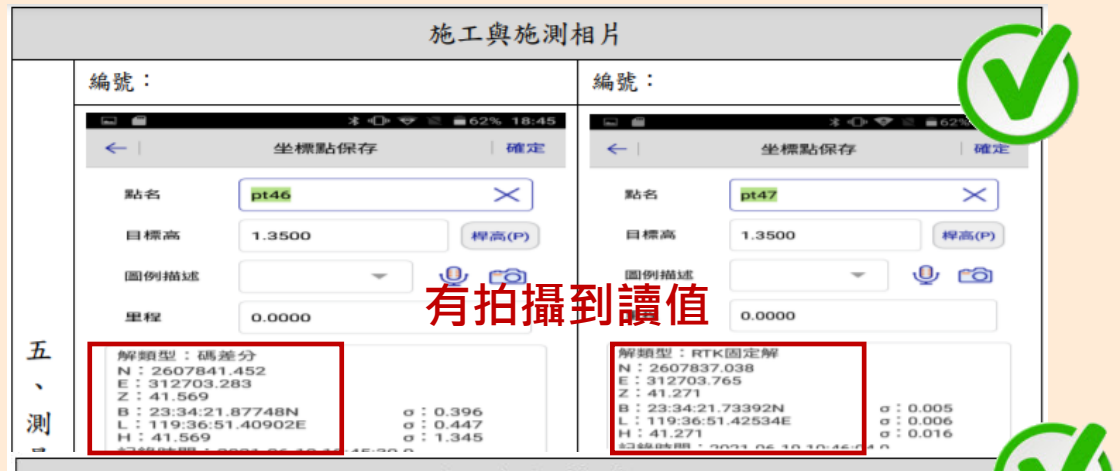 施工與施測相片
編號：
編號：
62% 18:45
坐標點保存
確定
點名
pt46
目標高
1.3500
桿高(P)
圖例描述
里程
0.0000
解類型：碼差分
N：2607841.452
E：312703.283
Z：41.569
B：23:34:21.87748N σ：0.396
L：119:36:51.40902E σ：0.447
H：41.569 σ：1.345
62%
坐標點保存
確定
點名
pt47
目標高
1.3500
桿高(P)
圖例描述
0.0000
解類型：RTK固定解
N：2607837.038
E：312703.765
Z：41.271
B：23:34:21.73392N σ：0.005
L：119:36:51.42534E σ：0.006
H：41.271 σ：0.016
有拍攝到讀值
五
、
測